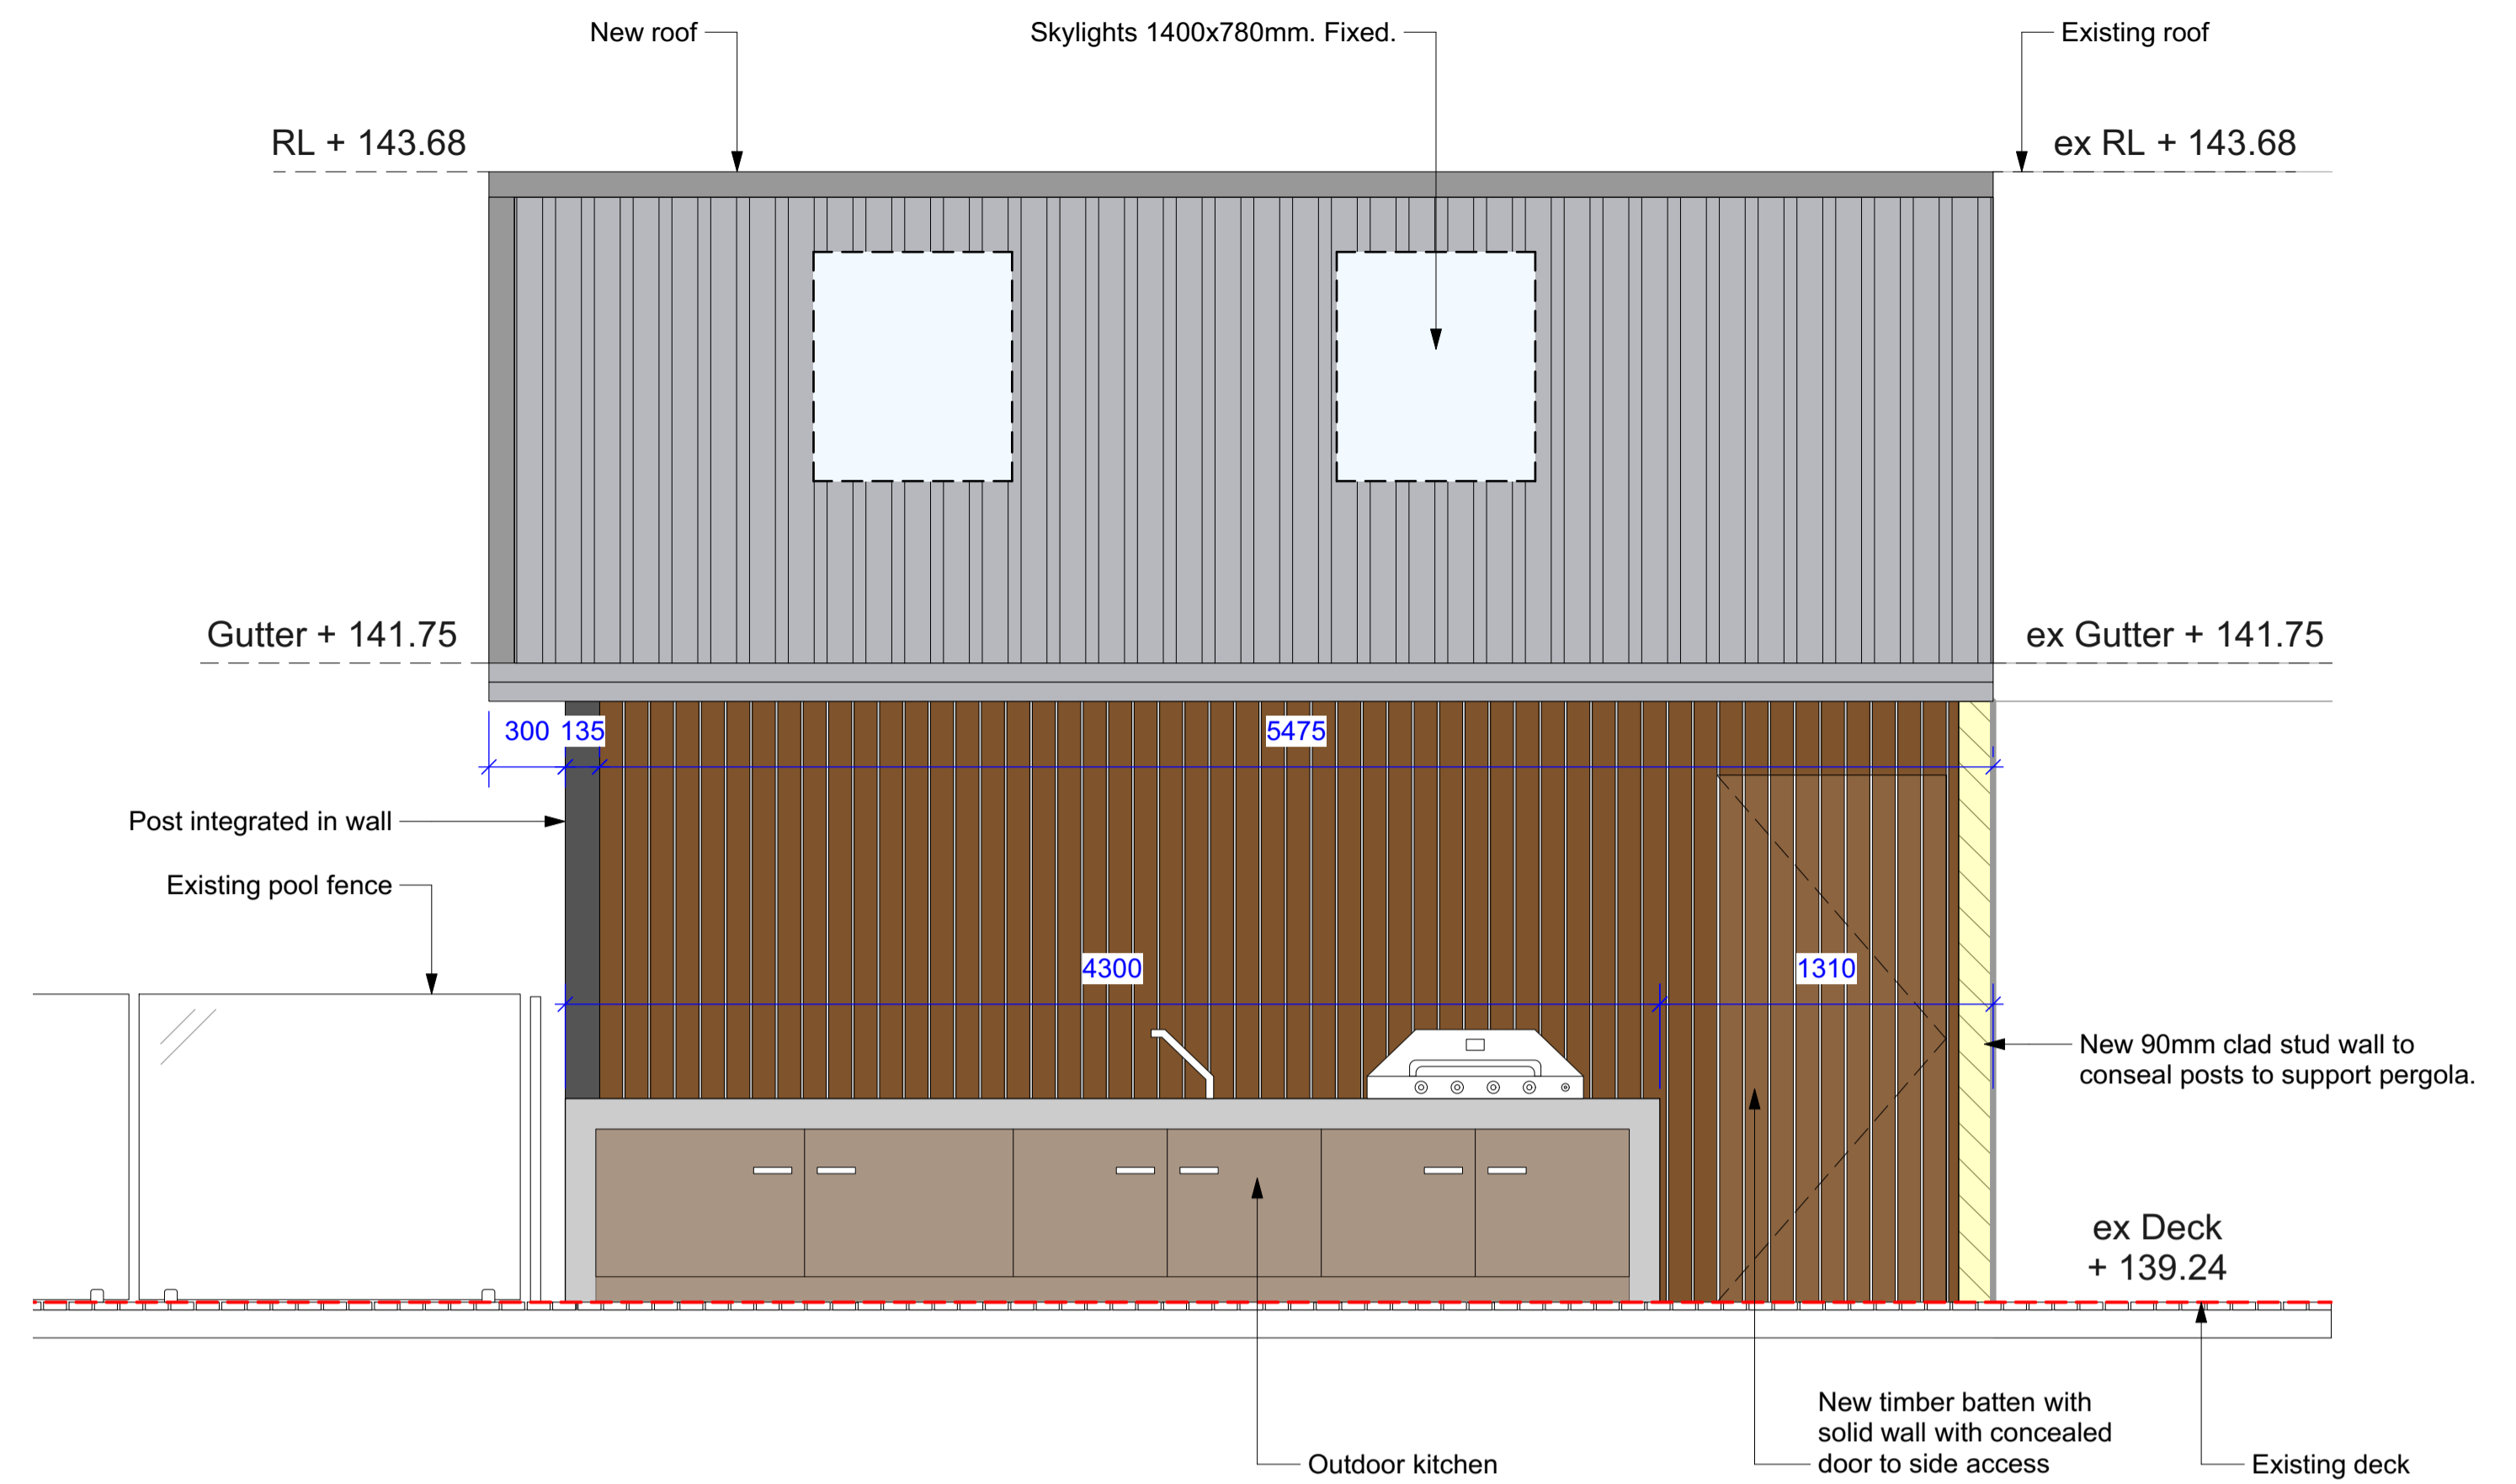 New roof
Skylights 1400x780mm. Fixed.
Existing roof
RL + 143.68
ex RL + 143.68
Gutter + 141.75
ex Gutter + 141.75
300
135
5475
Post integrated in wall
Existing pool fence
4300
1310
New 90mm clad stud wall to
conseal posts to support pergola.
ex Deck
+ 139.24
New timber batten with
solid wall with concealed
door to side access
Outdoor kitchen
Existing deck